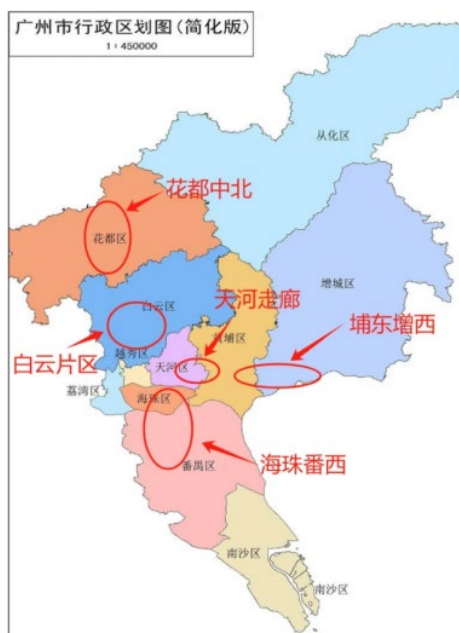 广州市行政区划图(简化版)
1:450000
从化区
花都中北
花都区
增城区
天河走廊
白云区
黄埔区
埔东增西
白云片区
越秀区
天河区
荔湾区
海珠区
海珠番西
番禺区
南沙区
南沙区